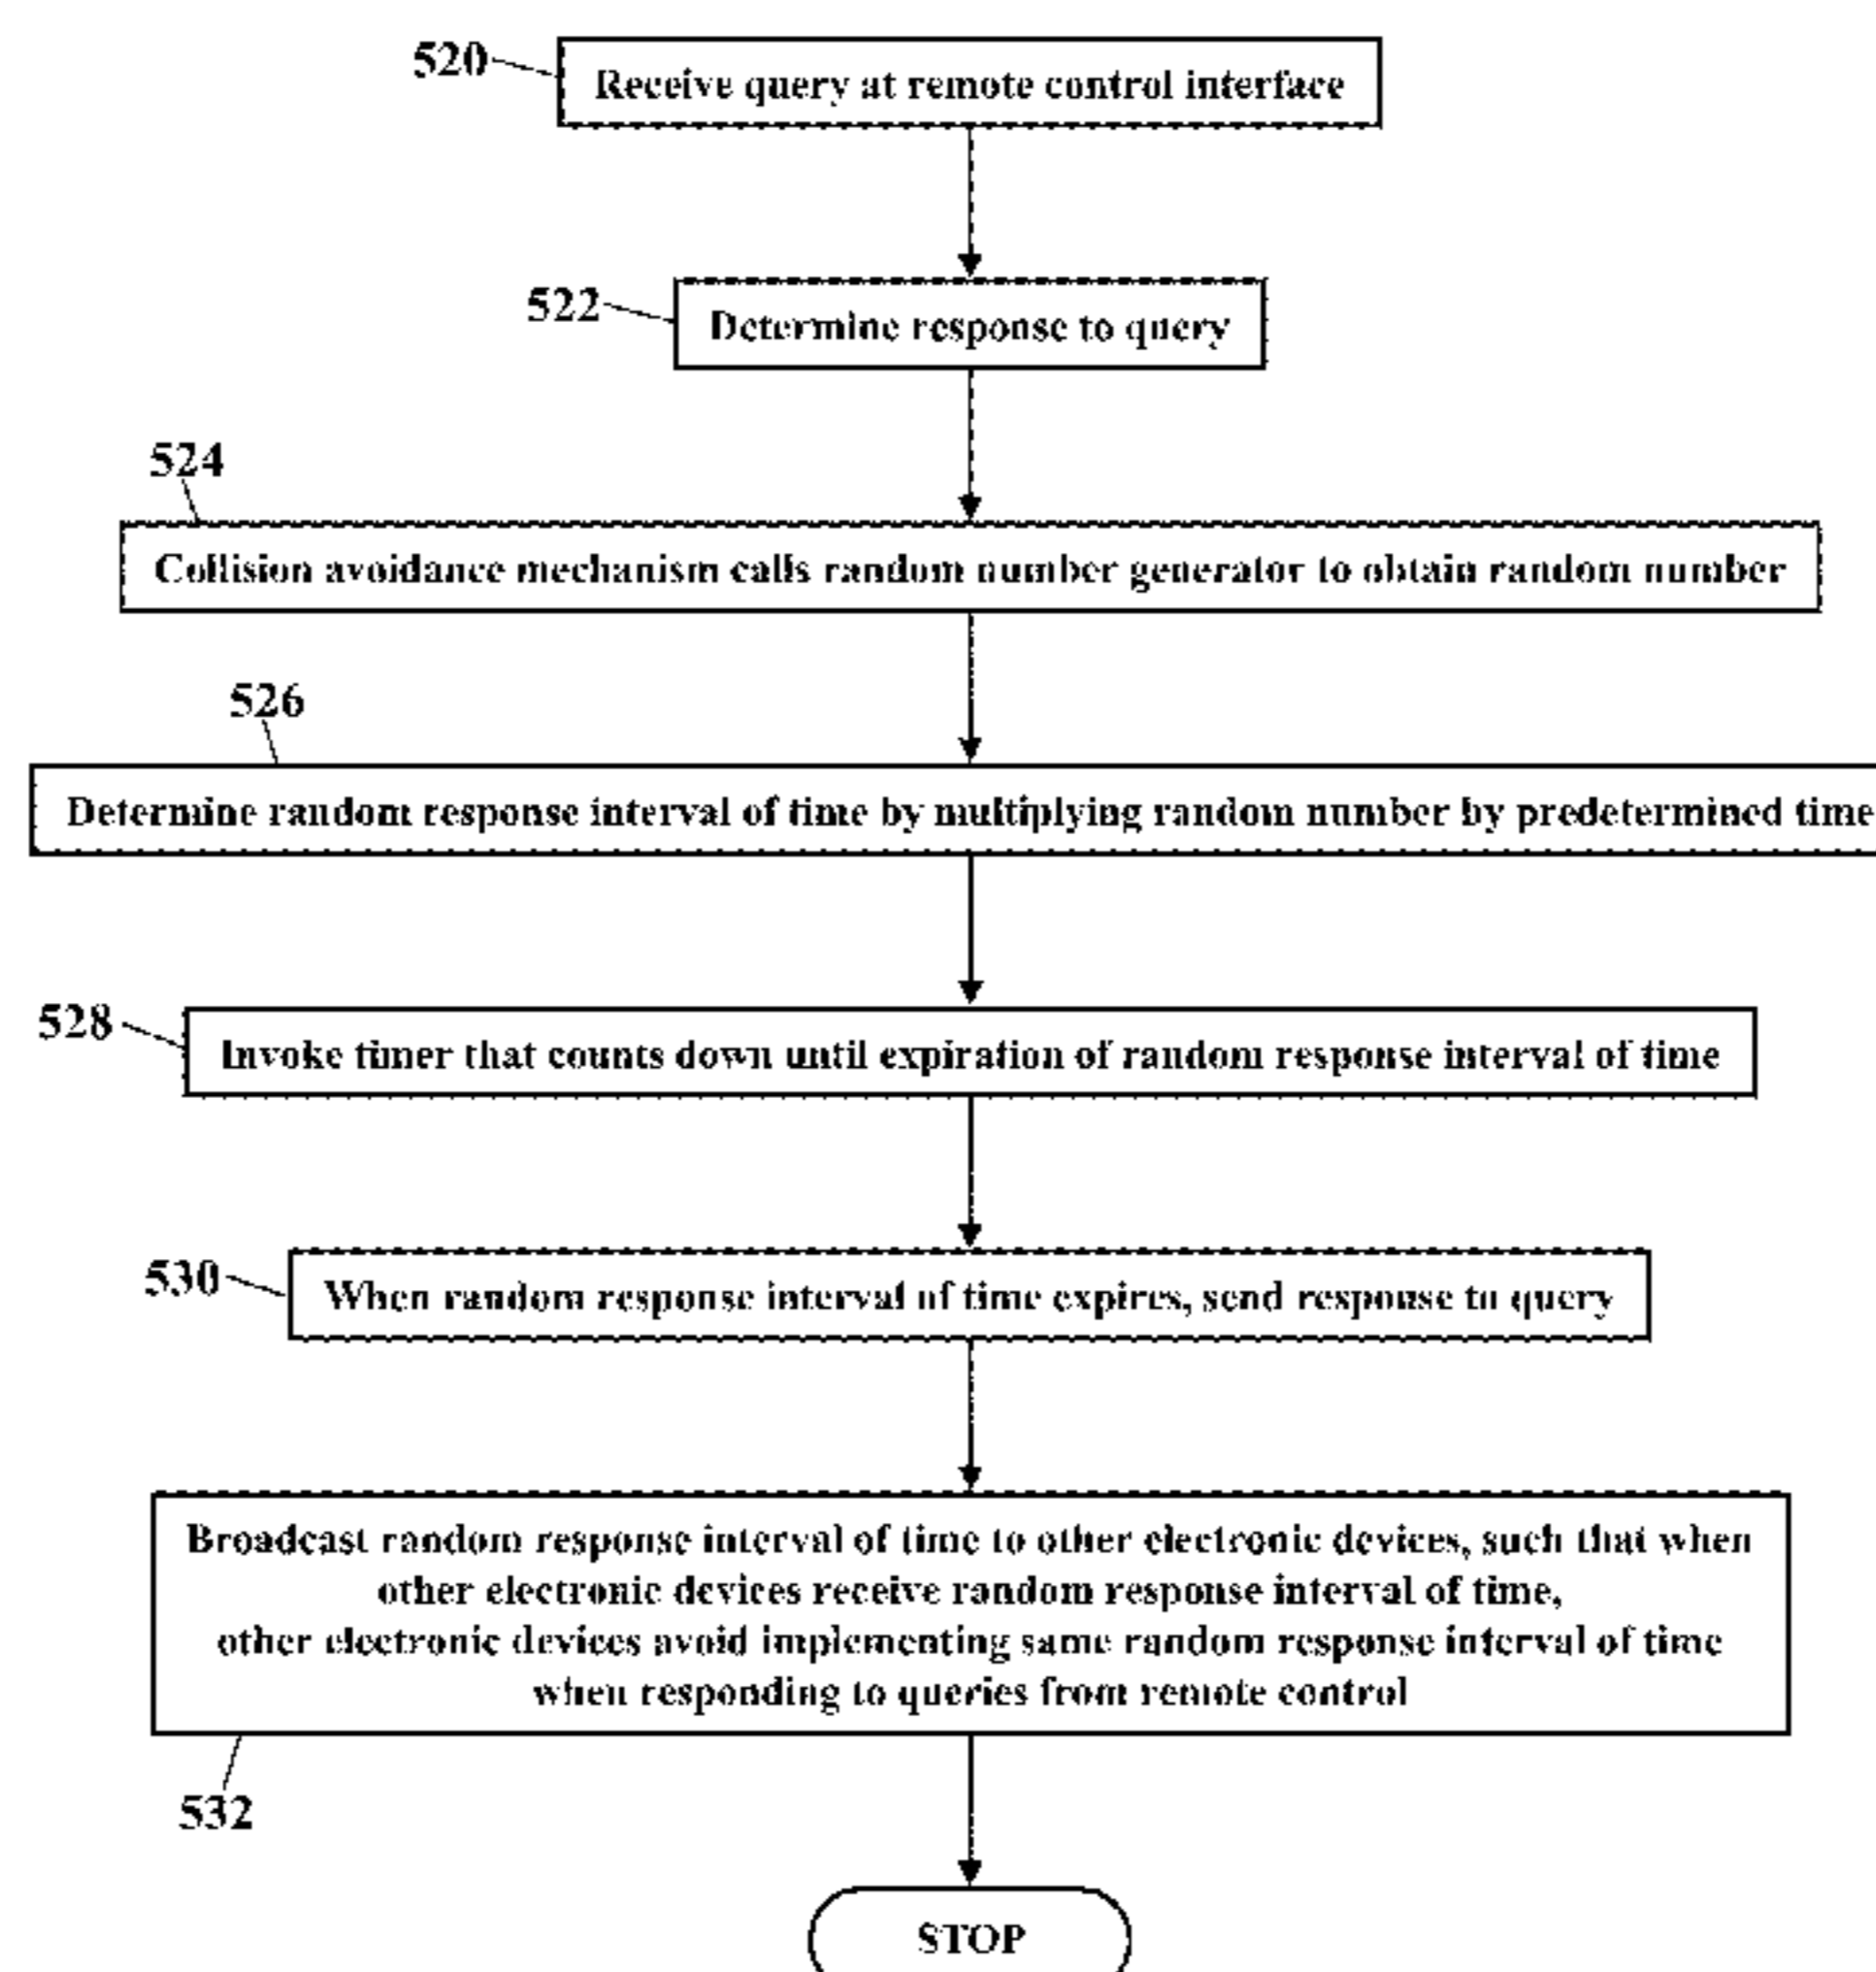 520
Receive query at remote control interface
522
Determine response to query
524
Collision avoidance mechanism calls random number generator to obtain random number
526
Determine random response interval of time by multiplying random number by predetermined time
528
Invoke timer that counts down until expiration of random response interval of time
530
When random response interval of time expires, send response to query
Broadcast random response interval of time to other electronic devices, such that when
other electronic devices receive random response interval of time,
other electronic devices avoid implementing same random response interval of time
when responding to queries from remote control
532
STOP